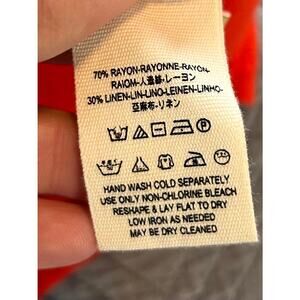 70% RAYON-RAYONNE-RAYON-
RAIOM-人造絲-レーヨン
30% LINEN-LIN-LINO-LEINEN-LINHO-
亞麻布-リネン
HAND WASH COLD SEPARATELY
USE ONLY NON-CHLORINE BLEACH
RESHAPE & LAY FLAT TO DRY
LOW IRON AS NEEDED
MAY BE DRY CLEANED